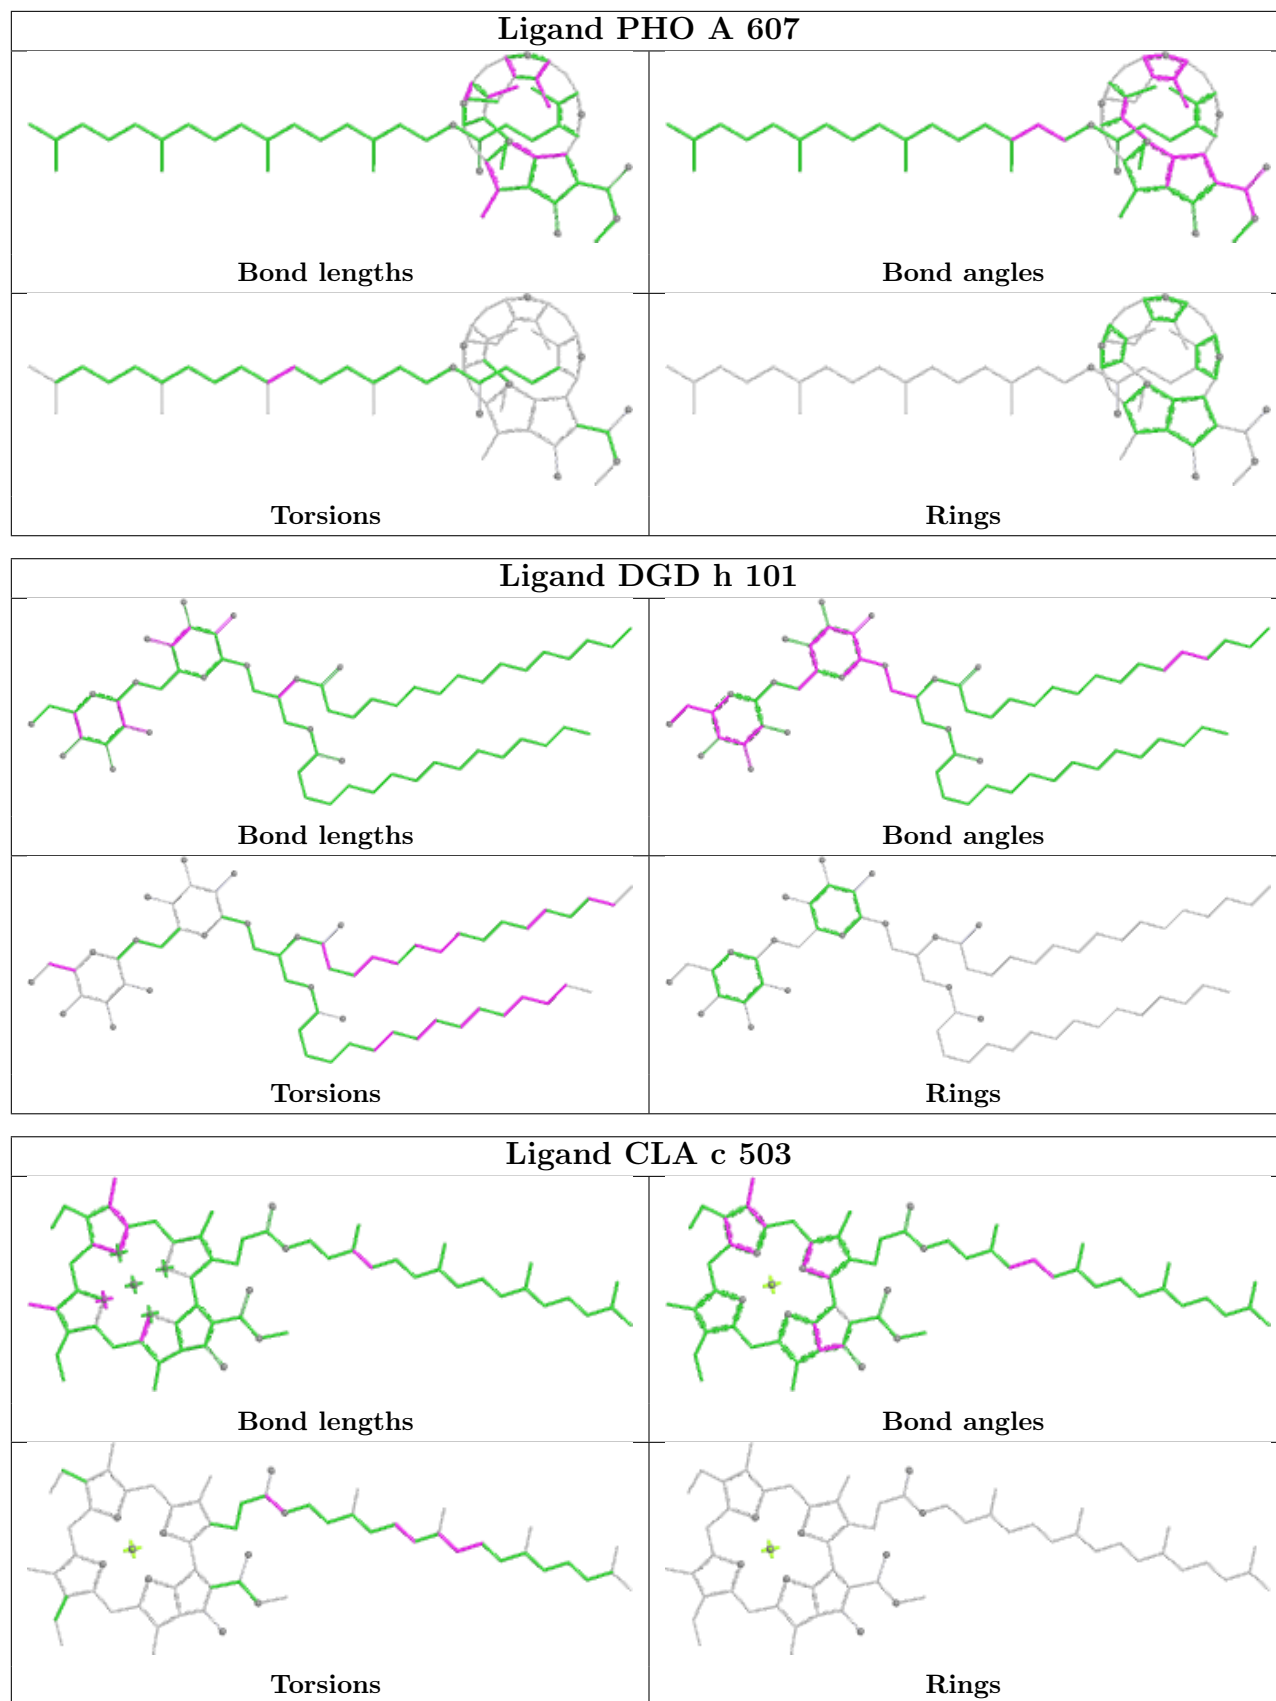 Ligand PHO A 607
Bond lengths
Bond angles
Torsions
Rings
Ligand DGD h 101
Bond lengths
Bond angles
Torsions
Rings
Ligand CLA c 503
Bond lengths
Bond angles
Torsions
Rings